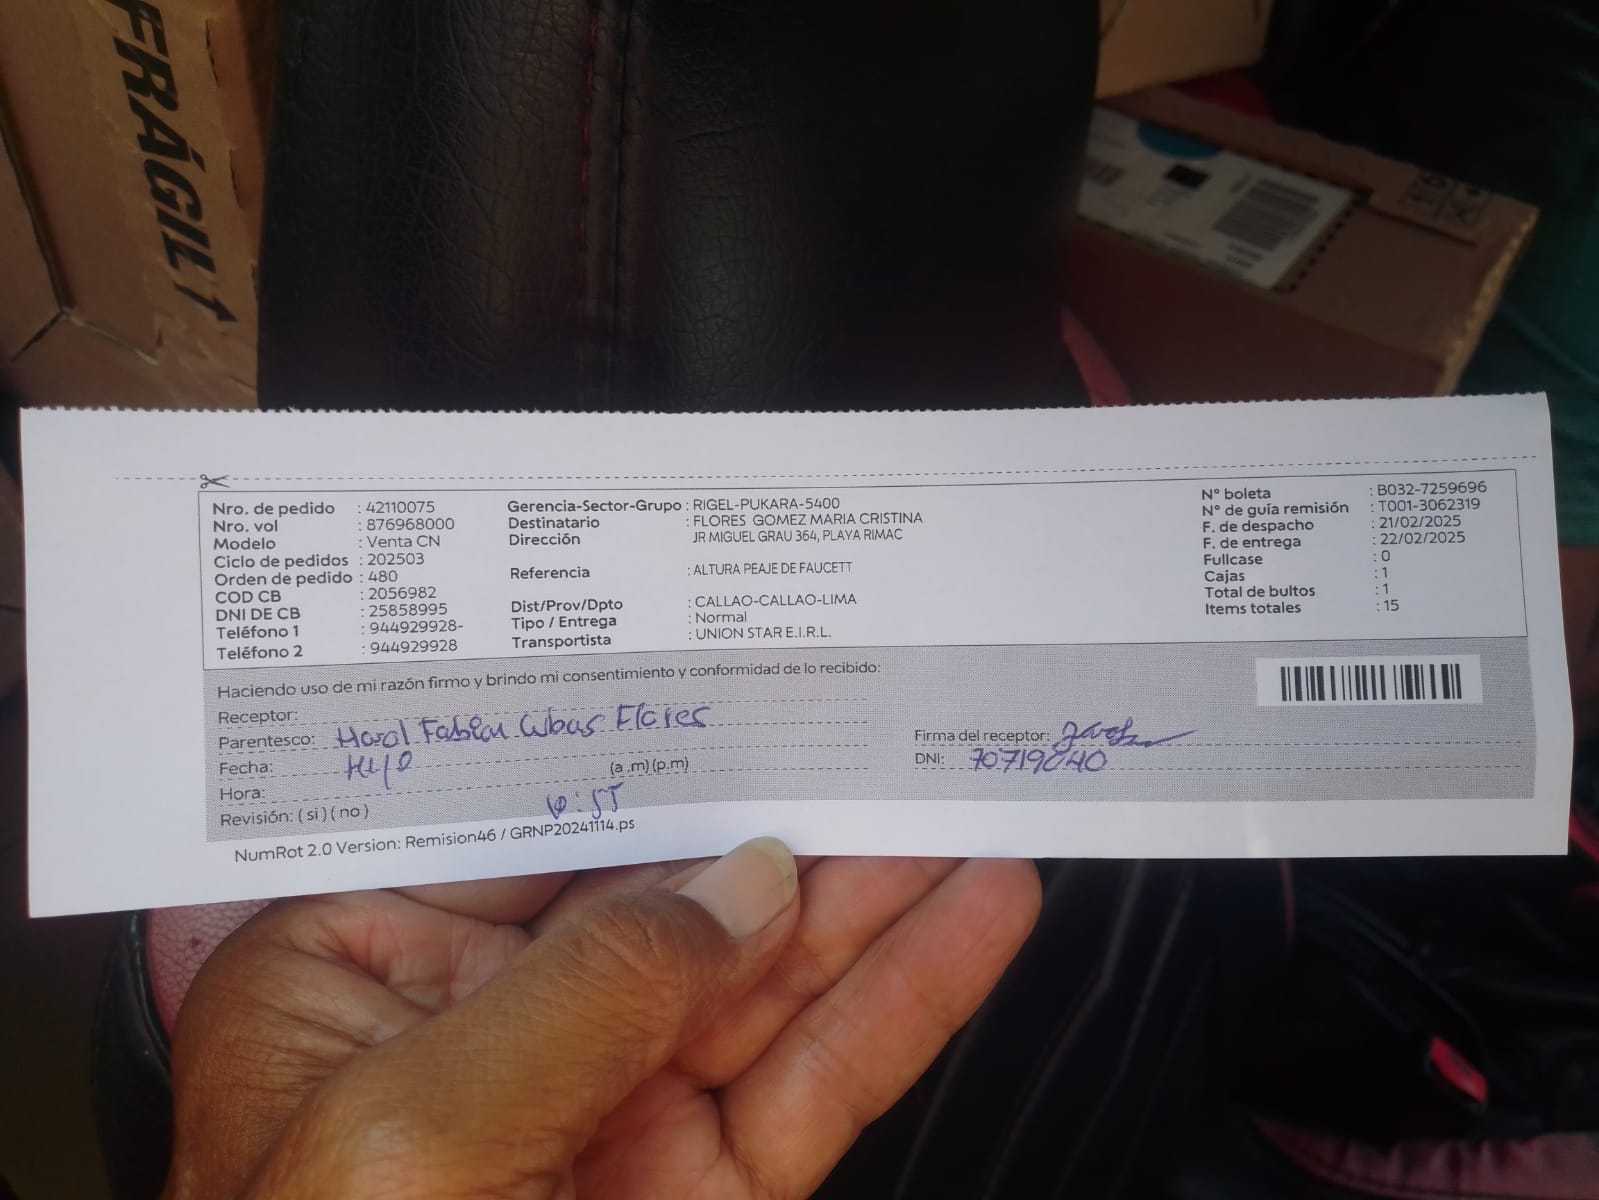 FRÁGIL
Nro. de pedido : 42110075
Nro. vol : 876968000
Modelo : Venta CN
Ciclo de pedidos : 202503
Orden de pedido : 480
COD CB : 2056982
DNI DE CB : 25858995
Teléfono 1 : 944929928-
Teléfono 2 : 944929928
Gerencia-Sector-Grupo : RIGEL-PUKARA-5400
Destinatario : FLORES GOMEZ MARIA CRISTINA
Dirección JR MIGUEL GRAU 364, PLAYA RIMAC
Referencia : ALTURA PEAJE DE FAUCETT
Dist/Prov/Dpto : CALLAO-CALLAO-LIMA
Tipo / Entrega : Normal
Transportista : UNION STAR E.I.R.L.
N° boleta : B032-7259696
N° de guía remisión : T001-3062319
F. de despacho : 21/02/2025
F. de entrega : 22/02/2025
Fullcase : 0
Cajas : 1
Total de bultos : 1
Items totales : 15
Haciendo uso de mi razón firmo y brindo mi consentimiento y conformidad de lo recibido:
Receptor:
Parentesco: Fabian Cubas Flores
Fecha: Hijo
Hora: (a .m) (p.m)
Revisión: ( si ) ( no )
Firma del receptor:
DNI: 70719040
NumRot 2.0 Version: Remision46 / GRNP20241114.ps